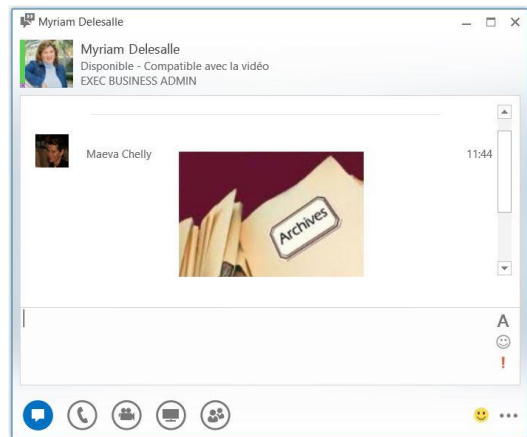 Myriam Delesalle
Myriam Delesalle
Disponible - Compatible avec la vidéo
EXEC BUSINESS ADMIN
Maeva Chelly
11:44
Archives
A
!